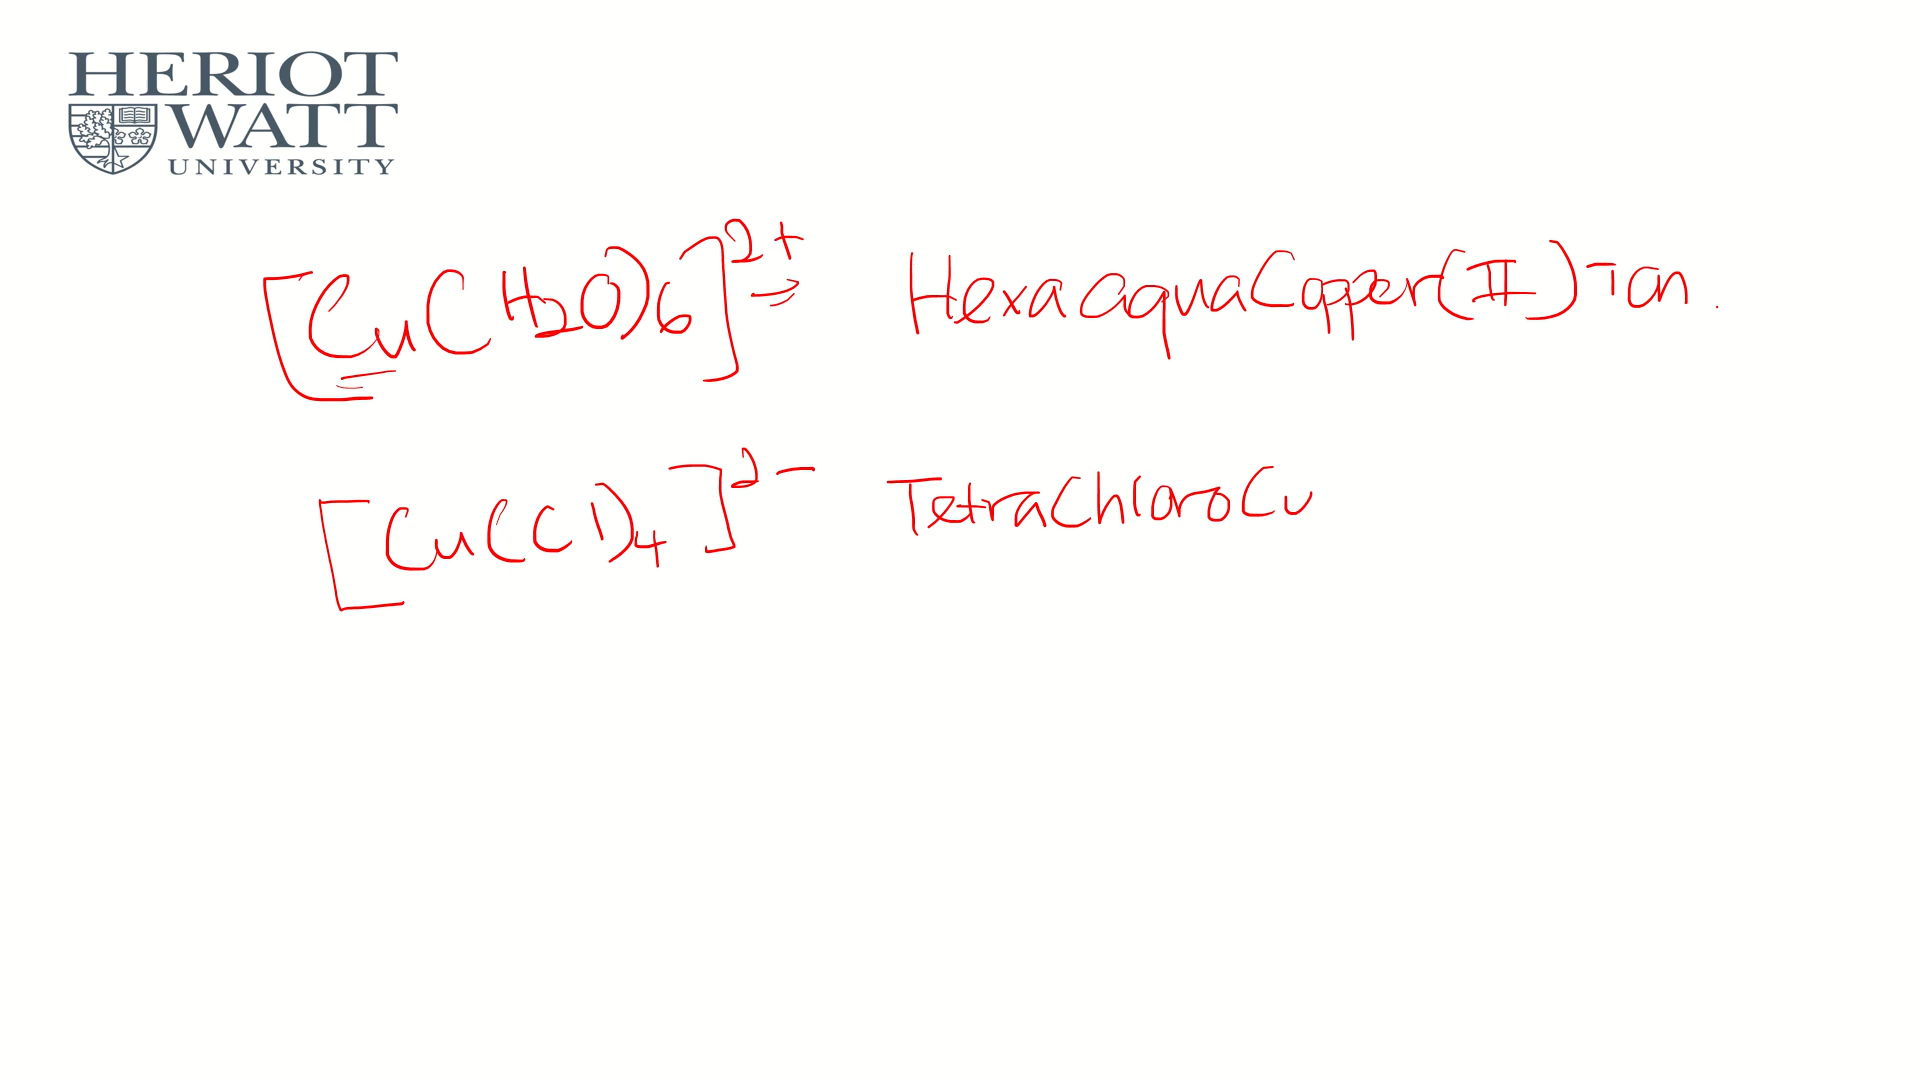 HERIOT
WATT
UNIVERSITY
[Cu(H2O)6]2+ HexaaquaCopper(II) Ion.
[Cu(Cl)4]2- TetraChloroCu